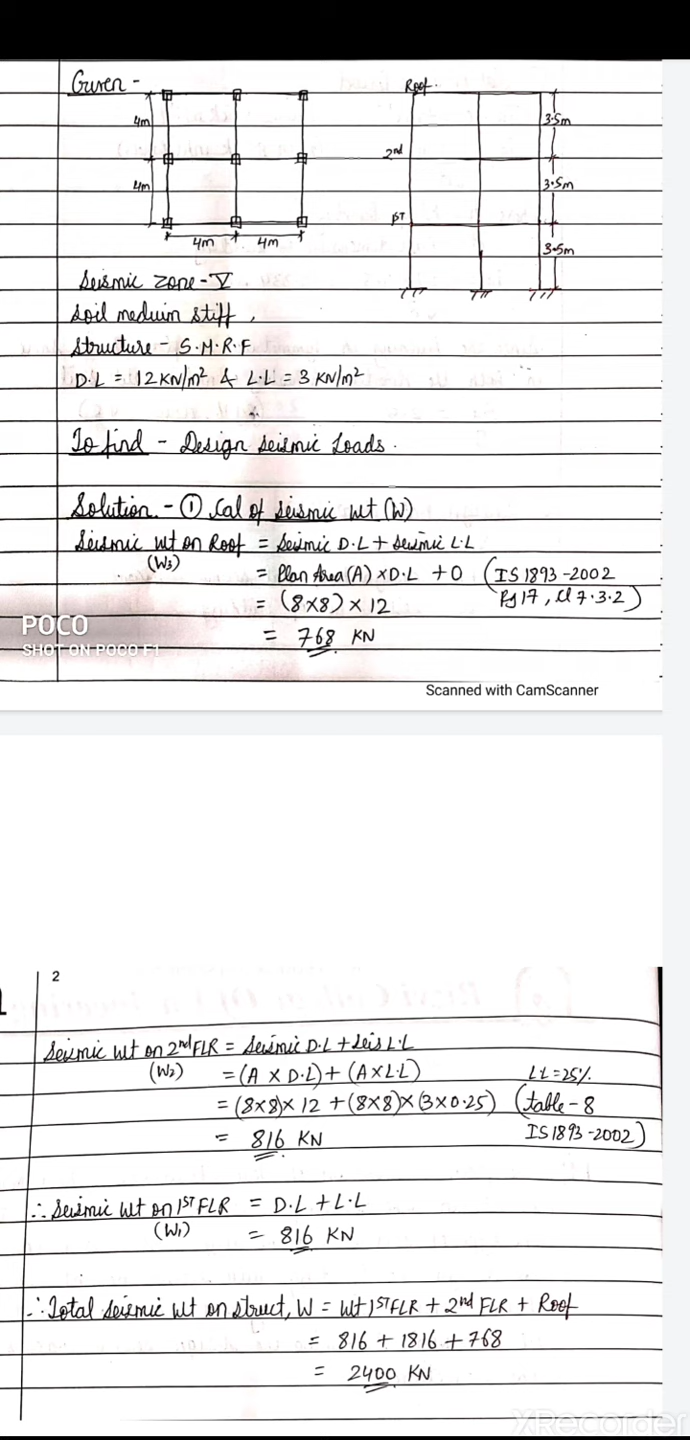 Given -
Roof.
4m
3.5m
2nd
4m
3.5m
1ST
4m
4m
3.5m
Seismic zone - V
Soil meduim stiff,
Structure - S.M.R.F
D.L = 12 KN/m² & L.L = 3 KN/m²
To find - Design seismic Loads.
Solution - ① Cal of seismic wt (W)
Seismic wt on Roof = Seismic D.L + seismic L.L
(W₃)
= Plan Area (A) × D.L + 0 (IS 1893-2002
= (8×8) × 12
Pg 17, Cl 7.3.2)
= 768 KN
POCO
SHOT ON POCO F1
Scanned with CamScanner
2
Seismic wt on 2nd FLR = Seismic D.L + Seis L.L
(W₂)
= (A × D.L) + (A × L.L)
LL = 25%
= (8×8) × 12 + (8×8) × (3×0.25) (table - 8
= 816 KN
IS 1893-2002)
∴ Seismic wt on 1ST FLR = D.L + L.L
(W₁)
= 816 KN
∴ Total seismic wt on struct, W = wt 1ST FLR + 2nd FLR + Roof
= 816 + 1816 + 768
= 2400 KN
XRecorder